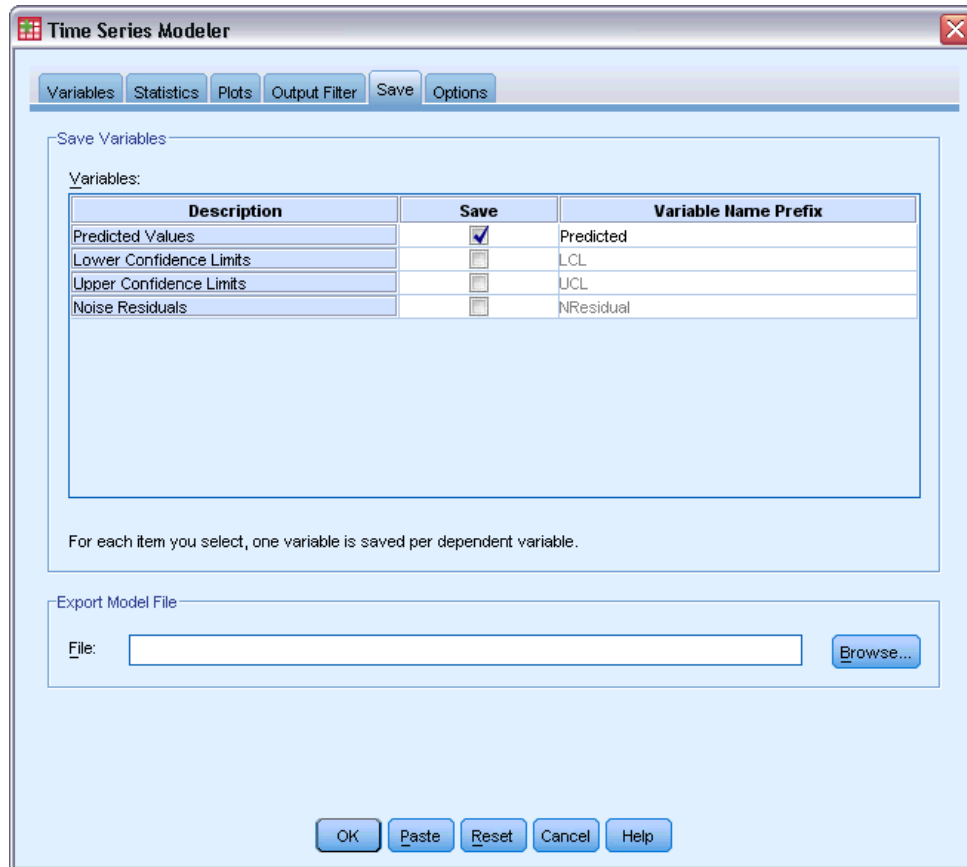 Time Series Modeler
Variables Statistics Plots Output Filter Save Options
Save Variables
Variables:
Description Save Variable Name Prefix
Predicted Values Predicted
Lower Confidence Limits LCL
Upper Confidence Limits UCL
Noise Residuals NResidual
For each item you select, one variable is saved per dependent variable.
Export Model File
File: Browse...
OK Paste Reset Cancel Help